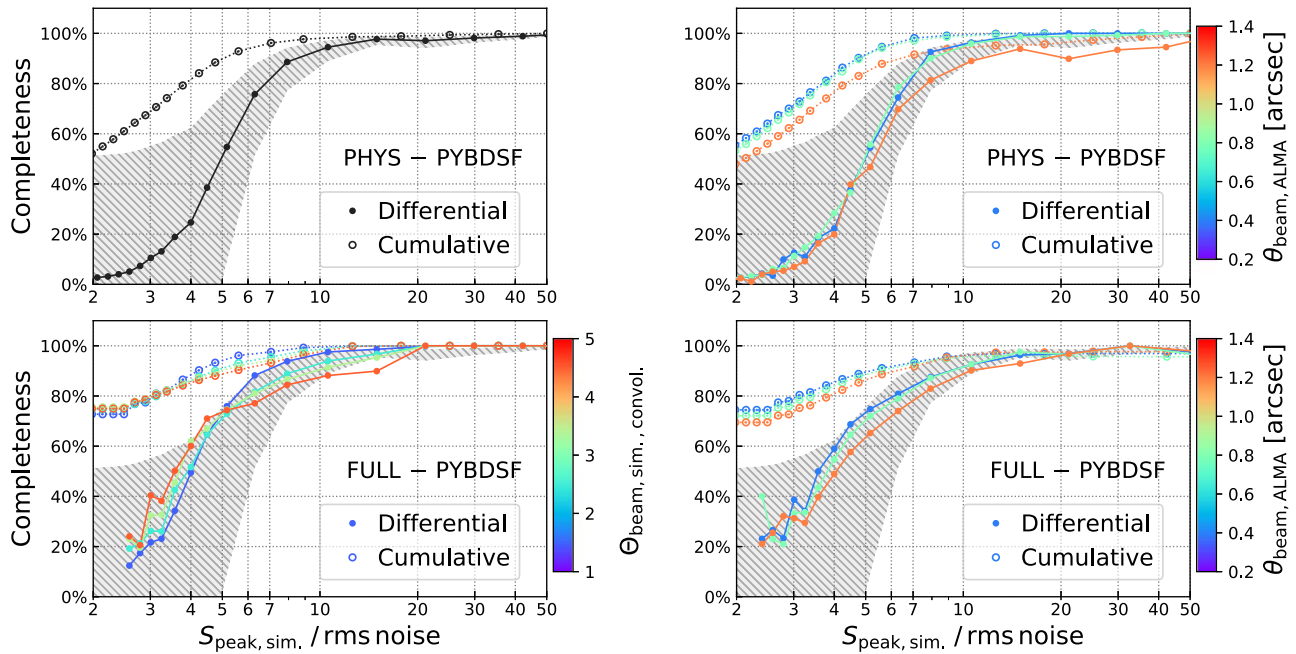 100%
80%
60%
40%
20%
0%
Completeness
PHYS − PYBDSF
Differential
Cumulative
2 3 4 5 6 7 10 20 30 40 50
100%
80%
60%
40%
20%
0%
PHYS − PYBDSF
Differential
Cumulative
2 3 4 5 6 7 10 20 30 40 50
1.4
1.2
1.0
0.8
0.6
0.4
0.2
θbeam, ALMA [arcsec]
100%
80%
60%
40%
20%
0%
Completeness
FULL − PYBDSF
Differential
Cumulative
2 3 4 5 6 7 10 20 30 40 50
Speak, sim. / rms noise
5
4
3
2
1
Θbeam, sim., convol.
100%
80%
60%
40%
20%
0%
FULL − PYBDSF
Differential
Cumulative
2 3 4 5 6 7 10 20 30 40 50
Speak, sim. / rms noise
1.4
1.2
1.0
0.8
0.6
0.4
0.2
θbeam, ALMA [arcsec]